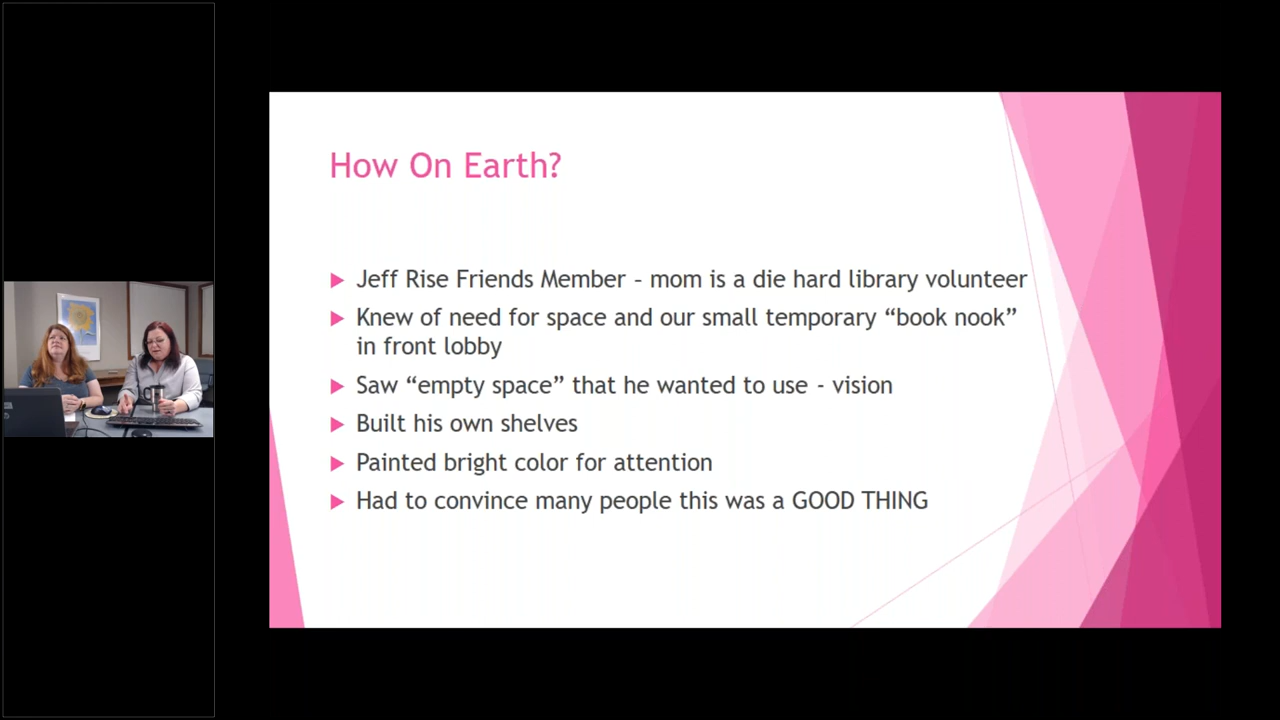 How On Earth?
Jeff Rise Friends Member – mom is a die hard library volunteer
Knew of need for space and our small temporary “book nook”
in front lobby
Saw “empty space” that he wanted to use - vision
Built his own shelves
Painted bright color for attention
Had to convince many people this was a GOOD THING